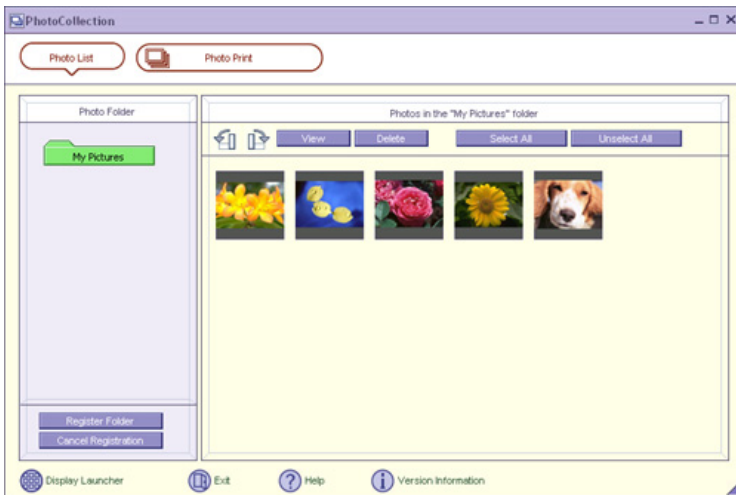 PhotoCollection
Photo List
Photo Print
Photo Folder
My Pictures
Register Folder
Cancel Registration
Photos in the "My Pictures" folder
View
Delete
Select All
Unselect All
Display Launcher
Exit
Help
Version Information